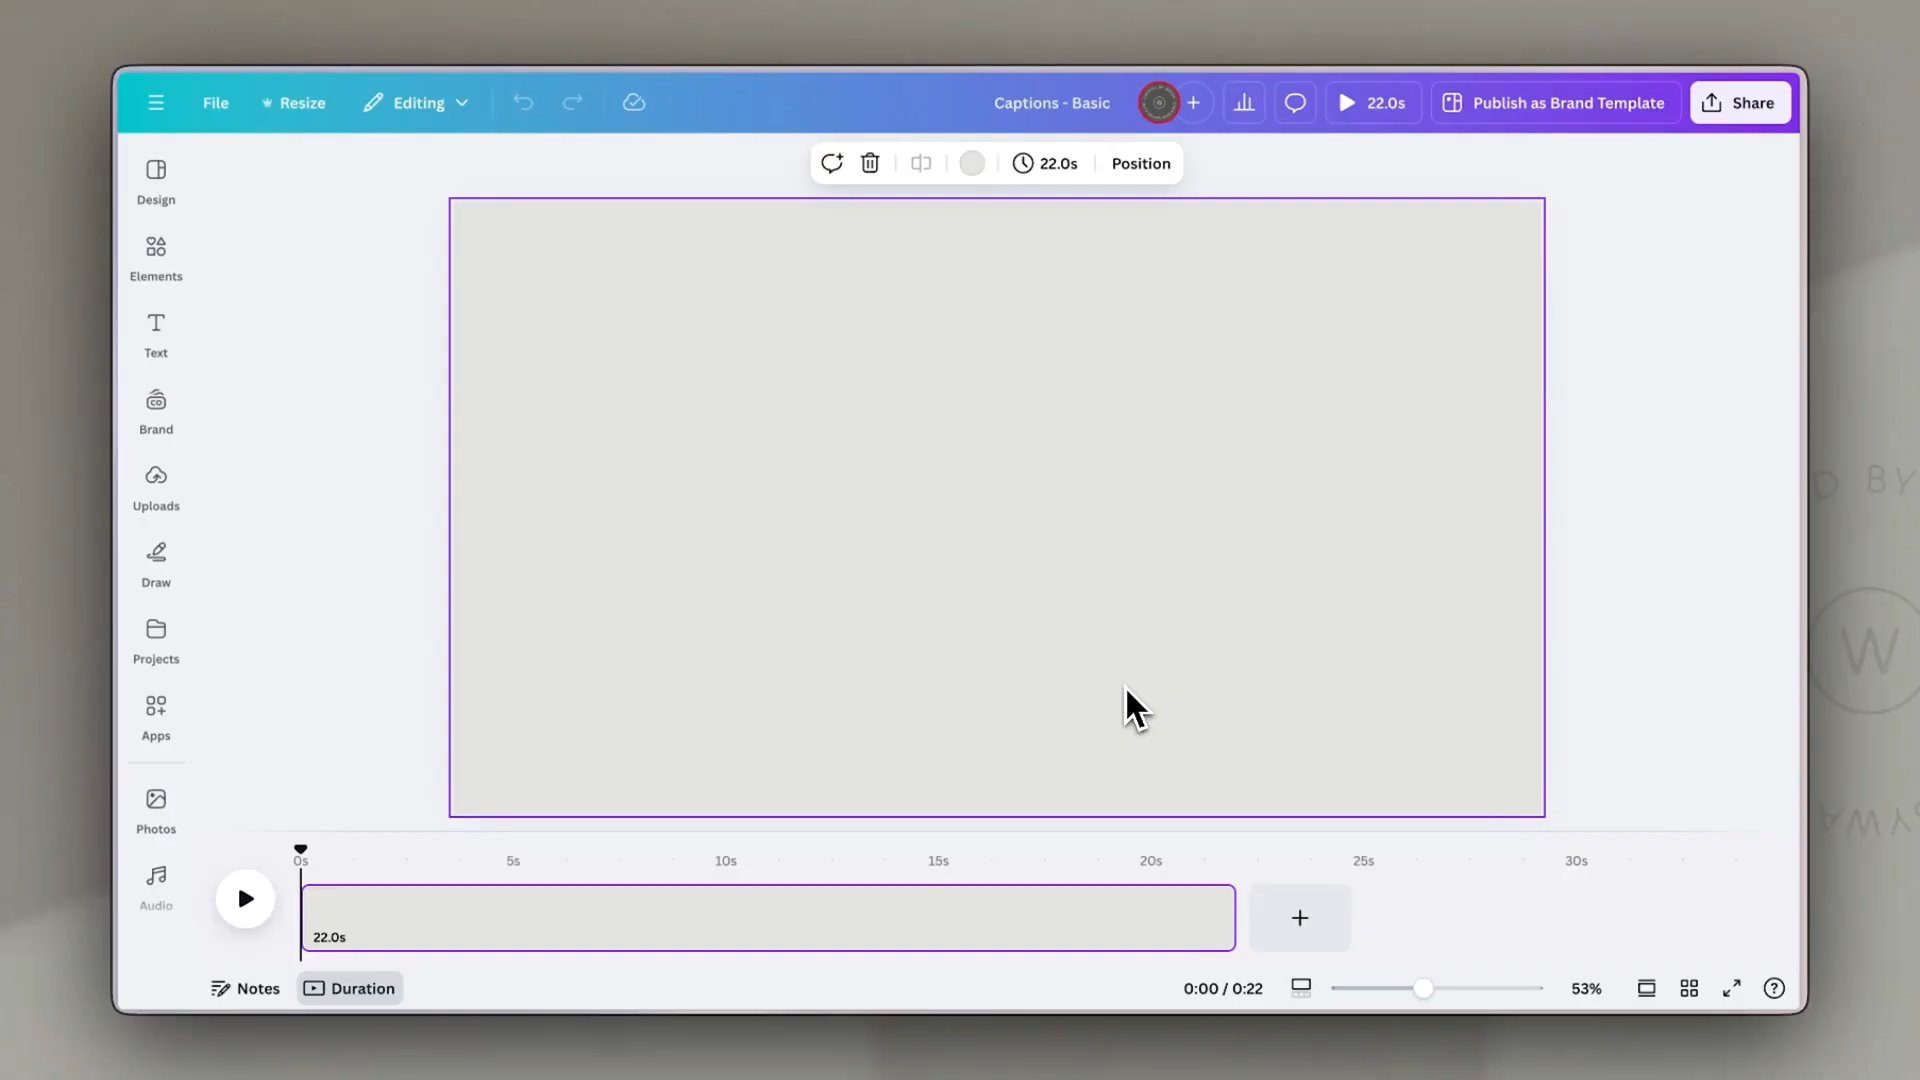 File Resize Editing Captions - Basic + 22.0s Publish as Brand Template Share
22.0s Position
Design
Elements
Text
CO
Brand
Uploads
Draw
Projects
Apps
Photos
Audio
BY
W
0s 5s 10s 15s 20s 25s 30s
22.0s
+
Notes Duration 0:00 / 0:22 53% ?